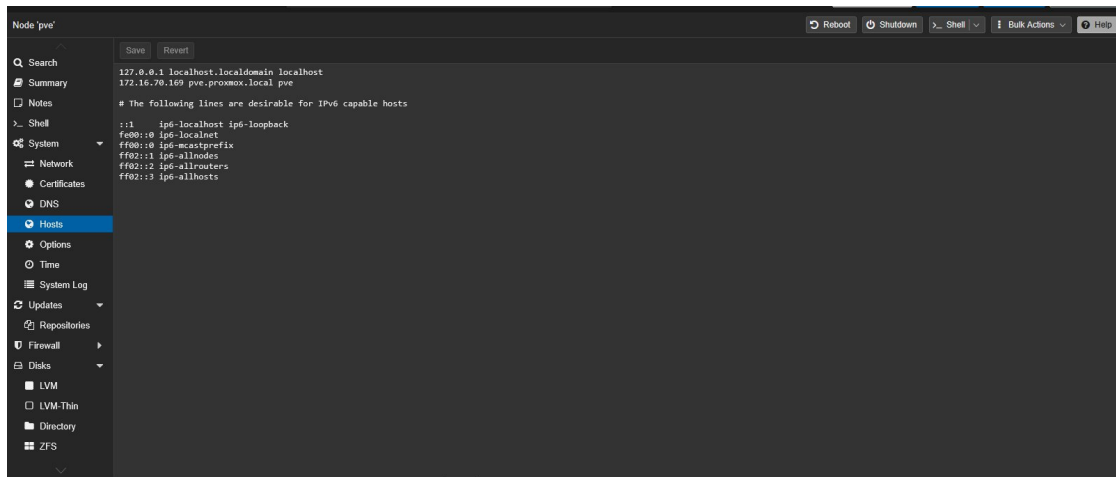 Node 'pve'
Reboot
Shutdown
>_ Shell
Bulk Actions
Help
Search
Summary
Notes
>_ Shell
System
Network
Certificates
DNS
Hosts
Options
Time
System Log
Updates
Repositories
Firewall
Disks
LVM
LVM-Thin
Directory
ZFS
Save Revert
127.0.0.1 localhost.localdomain localhost
172.16.70.169 pve.proxmox.local pve
# The following lines are desirable for IPv6 capable hosts
::1 ip6-localhost ip6-loopback
fe00::0 ip6-localnet
ff00::0 ip6-mcastprefix
ff02::1 ip6-allnodes
ff02::2 ip6-allrouters
ff02::3 ip6-allhosts